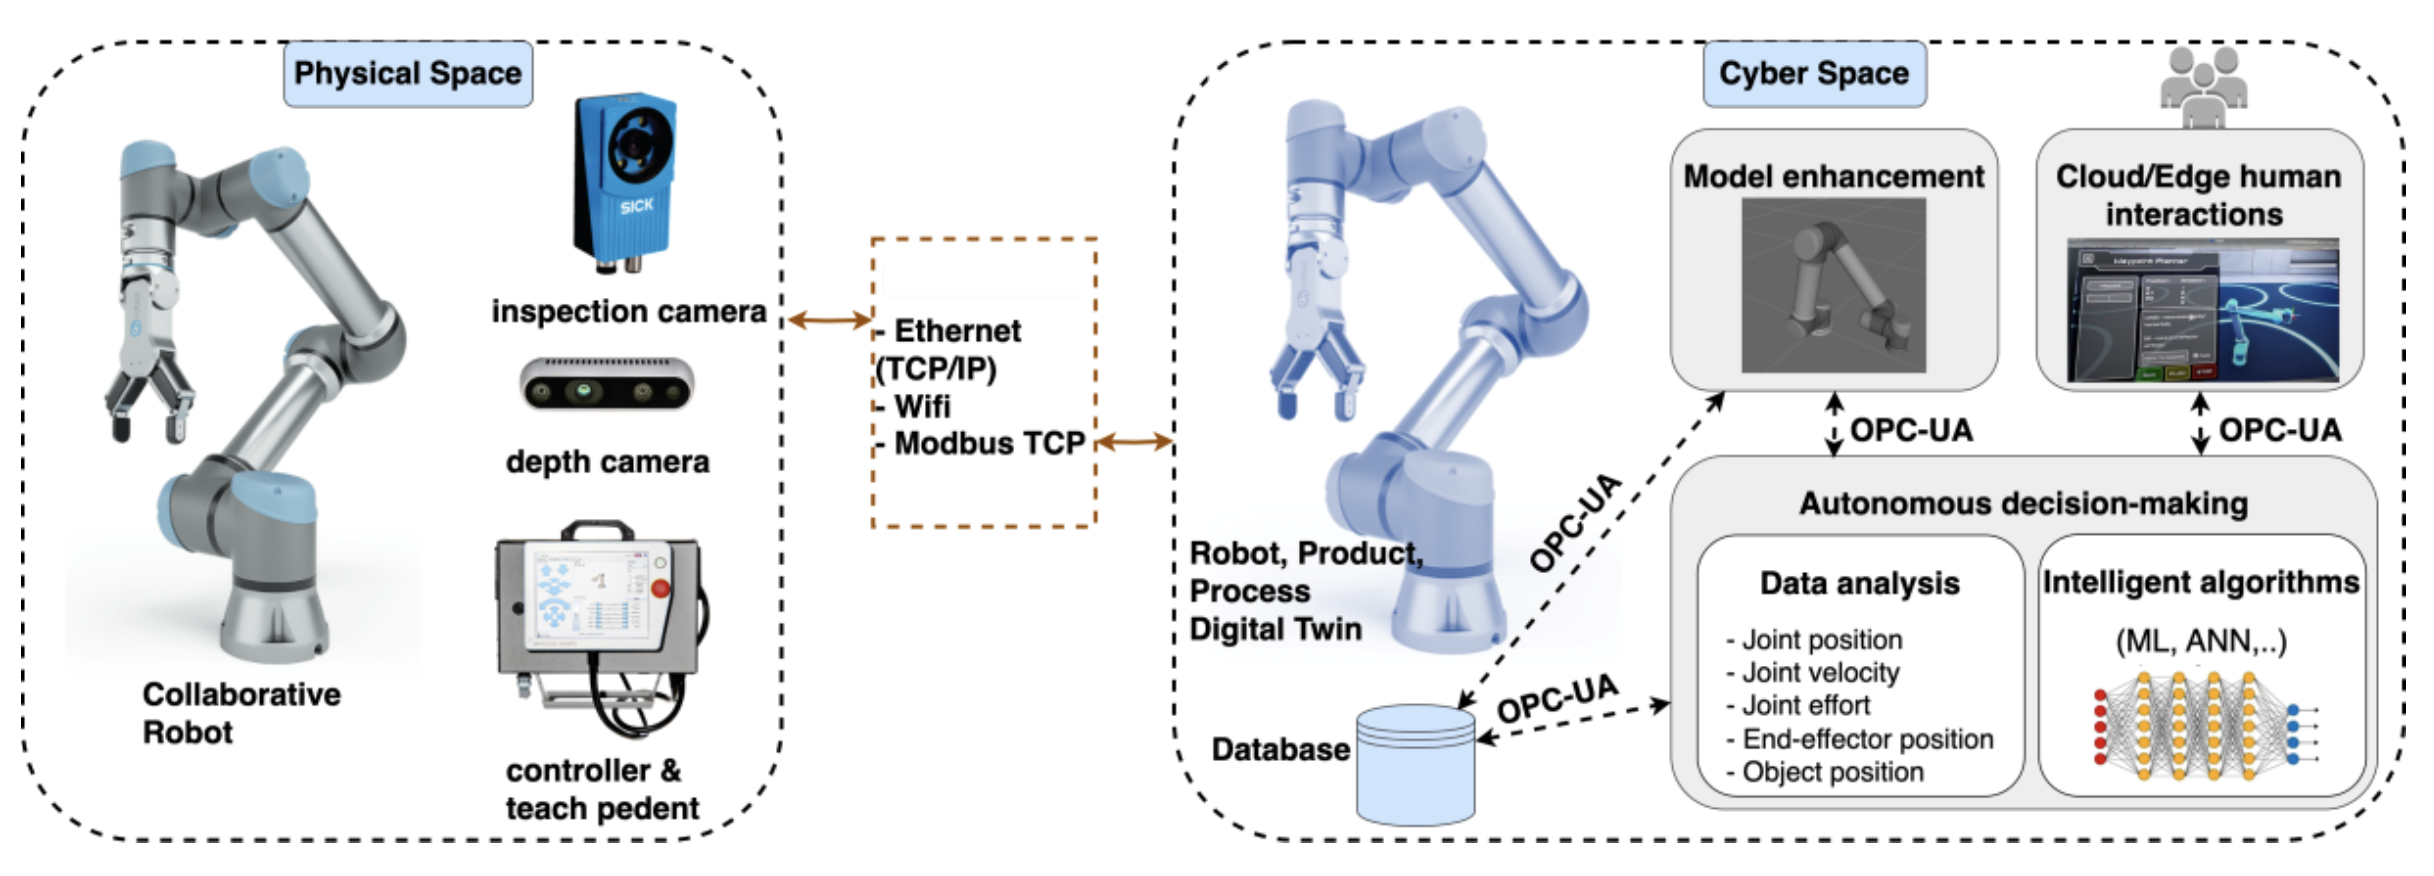 Physical Space
SICK
inspection camera
depth camera
Collaborative
Robot
controller &
teach pedent
- Ethernet
(TCP/IP)
- Wifi
- Modbus TCP
Cyber Space
Robot, Product,
Process
Digital Twin
Database
OPC-UA
OPC-UA
Model enhancement
Cloud/Edge human
interactions
Waypoint Planner
OPC-UA
OPC-UA
Autonomous decision-making
Data analysis
- Joint position
- Joint velocity
- Joint effort
- End-effector position
- Object position
Intelligent algorithms
(ML, ANN,..)